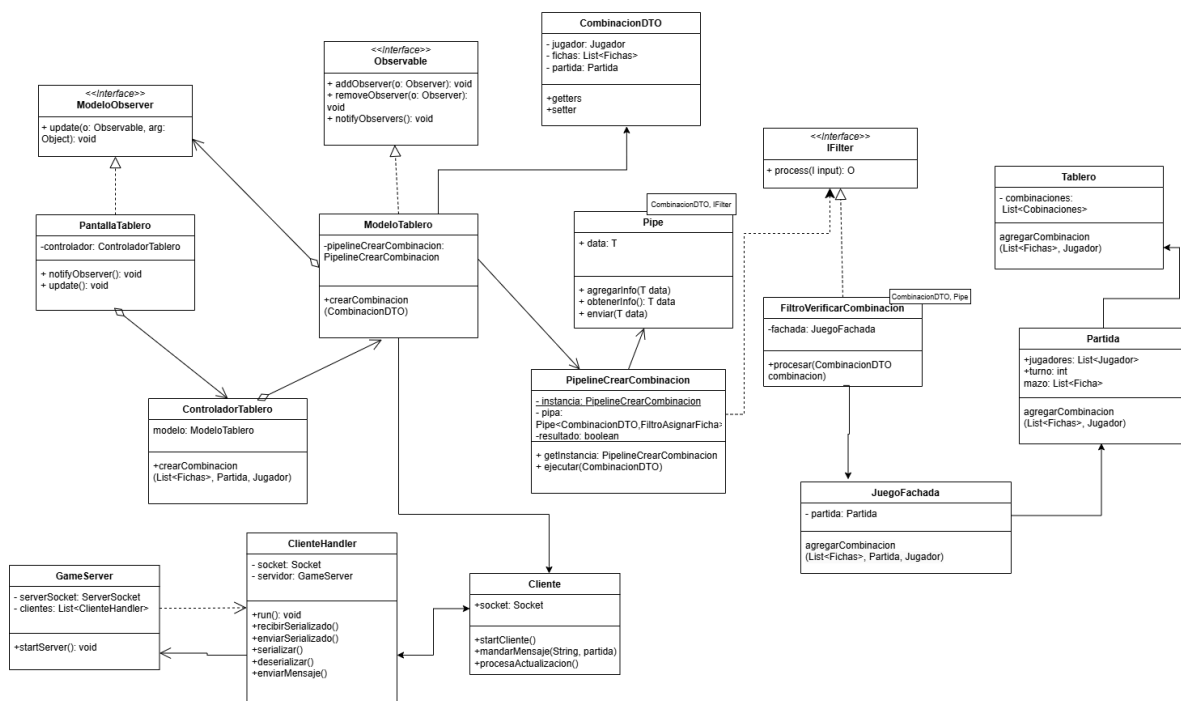 CombinacionDTO
- jugador: Jugador
- fichas: List<Fichas>
- partida: Partida
+getters
+setter
<<Interface>>
Observable
+ addObserver(o: Observer): void
+ removeObserver(o: Observer):
void
+ notifyObservers(): void
<<Interface>>
ModeloObserver
+ update(o: Observable, arg:
Object): void
<<Interface>>
IFilter
+ process(I input): O
Tablero
- combinaciones:
List<Cobinaciones>
agregarCombinacion
(List<Fichas>, Jugador)
PantallaTablero
-controlador: ControladorTablero
+ notifyObserver(): void
+ update(): void
ModeloTablero
-pipelineCrearCombinacion:
PipelineCrearCombinacion
+crearCombinacion
(CombinacionDTO)
CombinacionDTO, IFilter
Pipe
+ data: T
+ agregarInfo(T data)
+ obtenerInfo(): T data
+ enviar(T data)
CombinacionDTO, Pipe
FiltroVerificarCombinacion
-fachada: JuegoFachada
+procesar(CombinacionDTO
combinacion)
Partida
+jugadores: List<Jugador>
+turno: int
mazo: List<Ficha>
agregarCombinacion
(List<Fichas>, Jugador)
PipelineCrearCombinacion
- instancia: PipelineCrearCombinacion
- pipa:
Pipe<CombinacionDTO,FiltroAsignarFicha>
-resultado: boolean
+ getInstancia: PipelineCrearCombinacion
+ ejecutar(CombinacionDTO)
ControladorTablero
modelo: ModeloTablero
+crearCombinacion
(List<Fichas>, Partida, Jugador)
JuegoFachada
- partida: Partida
agregarCombinacion
(List<Fichas>, Partida, Jugador)
GameServer
- serverSocket: ServerSocket
- clientes: List<ClienteHandler>
+startServer(): void
ClienteHandler
- socket: Socket
- servidor: GameServer
+run(): void
+recibirSerializado()
+enviarSerializado()
+serializar()
+deserializar()
+enviarMensaje()
Cliente
+socket: Socket
+startCliente()
+mandarMensaje(String, partida)
+procesaActualizacion()